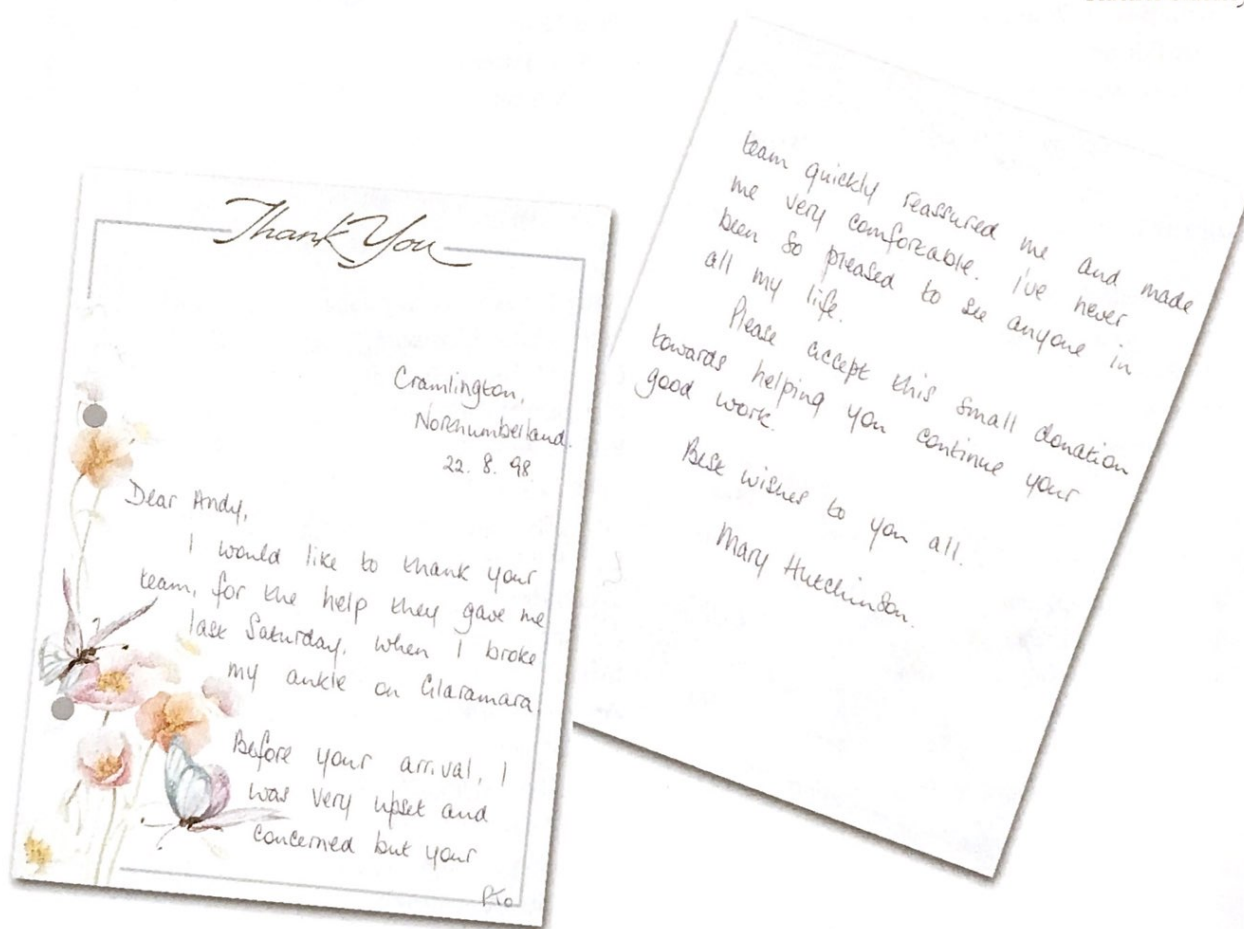 Thank You
Cramlington,
Northumberland.
22. 8. 98.
Dear Andy,
I would like to thank your
team, for the help they gave me
last Saturday, when I broke
my ankle on Glaramara.
Before your arrival, I
was very upset and
concerned but your
PTO
team quickly reassured me and made
me very comfortable. I've never
been so pleased to see anyone in
all my life.
Please accept this small donation
towards helping you continue your
good work.
Best wishes to you all.
Mary Hutchinson.